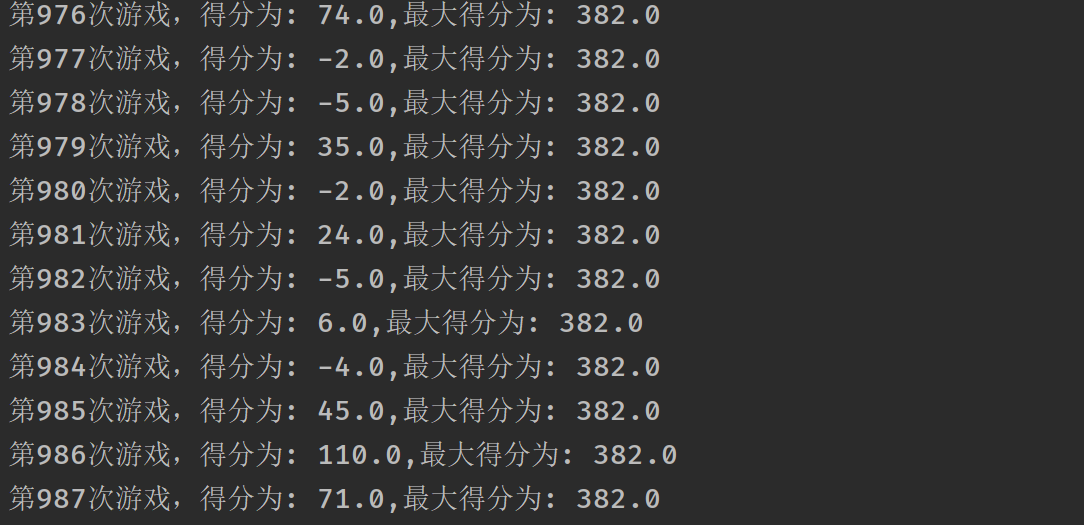 第976次游戏，得分为: 74.0,最大得分为: 382.0
第977次游戏，得分为: -2.0,最大得分为: 382.0
第978次游戏，得分为: -5.0,最大得分为: 382.0
第979次游戏，得分为: 35.0,最大得分为: 382.0
第980次游戏，得分为: -2.0,最大得分为: 382.0
第981次游戏，得分为: 24.0,最大得分为: 382.0
第982次游戏，得分为: -5.0,最大得分为: 382.0
第983次游戏，得分为: 6.0,最大得分为: 382.0
第984次游戏，得分为: -4.0,最大得分为: 382.0
第985次游戏，得分为: 45.0,最大得分为: 382.0
第986次游戏，得分为: 110.0,最大得分为: 382.0
第987次游戏，得分为: 71.0,最大得分为: 382.0